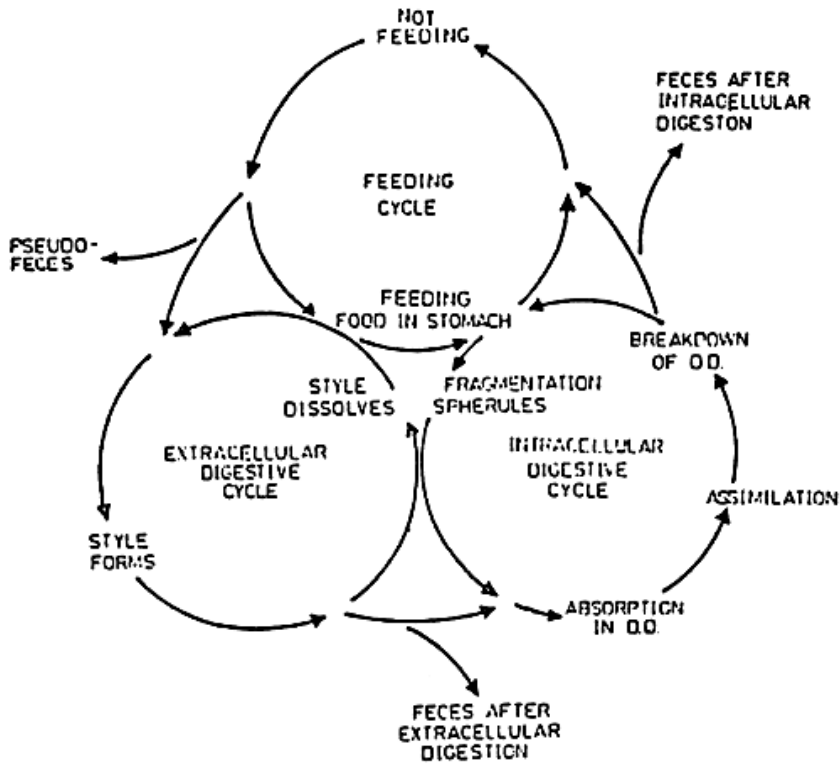 NOT
FEEDING
FECES AFTER
INTRACELLULAR
DIGESTON
FEEDING
CYCLE
PSEUDO-
FECES
FEEDING
FOOD IN STOMACH
BREAKDOWN
OF D.D.
STYLE
DISSOLVES
FRAGMENTATION
SPHERULES
EXTRACELLULAR
DIGESTIVE
CYCLE
INTRACELLULAR
DIGESTIVE
CYCLE
ASSIMILATION
STYLE
FORMS
ABSORPTION
IN D.D.
FECES AFTER
EXTRACELLULAR
DIGESTION